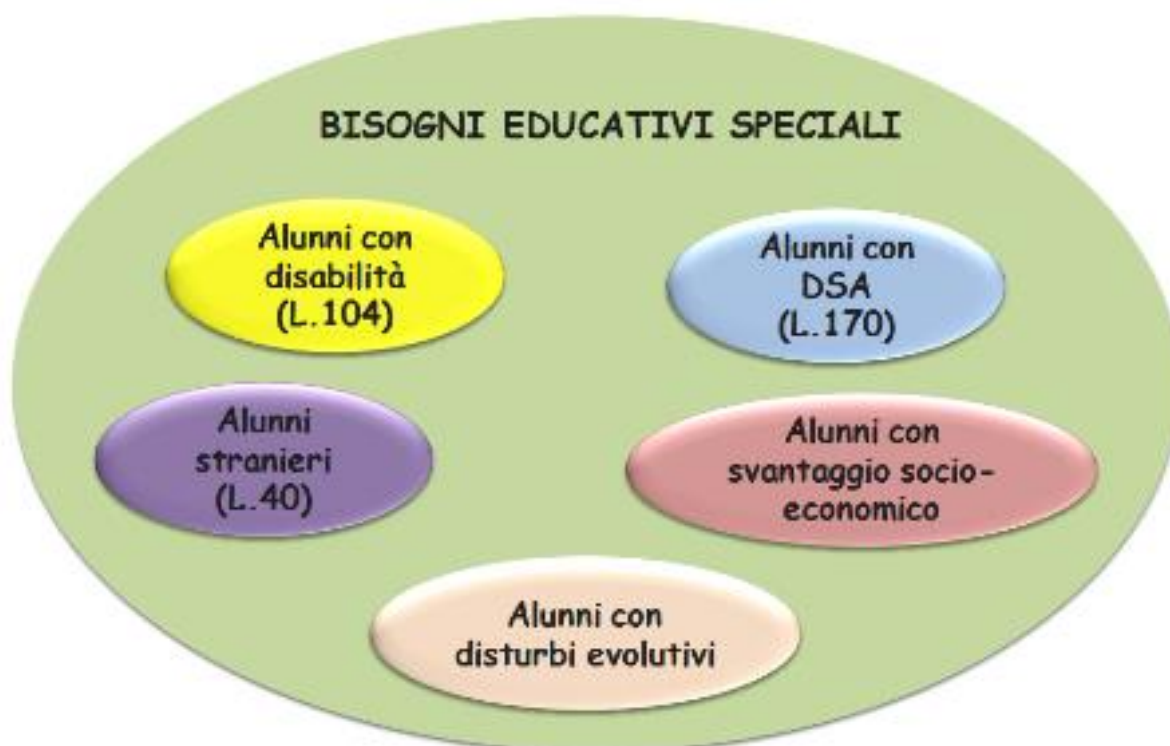 BISOGNI EDUCATIVI SPECIALI
Alunni con
disabilità
(L.104)
Alunni con
DSA
(L.170)
Alunni
stranieri
(L.40)
Alunni con
svantaggio socio-
economico
Alunni con
disturbi evolutivi